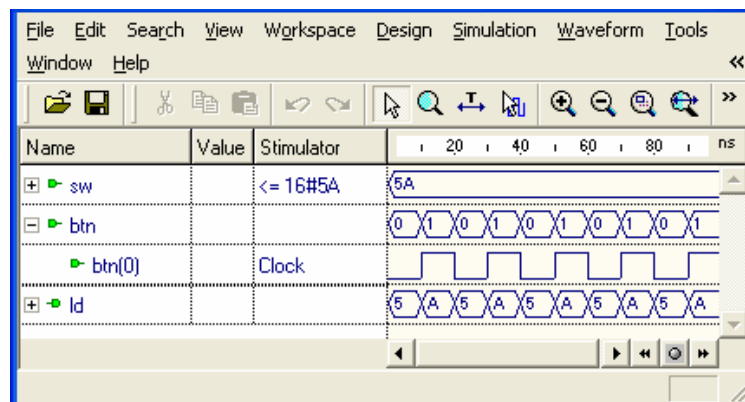 File Edit Search View Workspace Design Simulation Waveform Tools
Window Help
Name Value Stimulator 20 40 60 80 ns
sw <= 16#5A 5A
btn 0 1 0 1 0 1 0 1 0 1
btn(0) Clock
ld 5 A 5 A 5 A 5 A 5 A